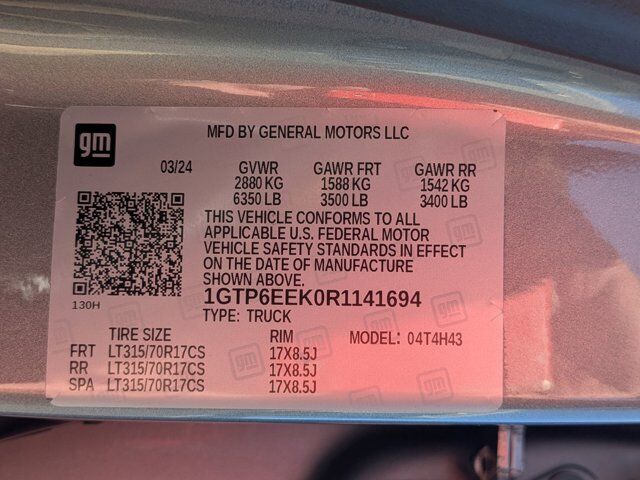 gm
MFD BY GENERAL MOTORS LLC
03/24 GVWR GAWR FRT GAWR RR
2880 KG 1588 KG 1542 KG
6350 LB 3500 LB 3400 LB
THIS VEHICLE CONFORMS TO ALL
APPLICABLE U.S. FEDERAL MOTOR
VEHICLE SAFETY STANDARDS IN EFFECT
ON THE DATE OF MANUFACTURE
SHOWN ABOVE.
130H
1GTP6EEK0R1141694
TYPE: TRUCK
TIRE SIZE RIM MODEL: 04T4H43
FRT LT315/70R17CS 17X8.5J
RR LT315/70R17CS 17X8.5J
SPA LT315/70R17CS 17X8.5J